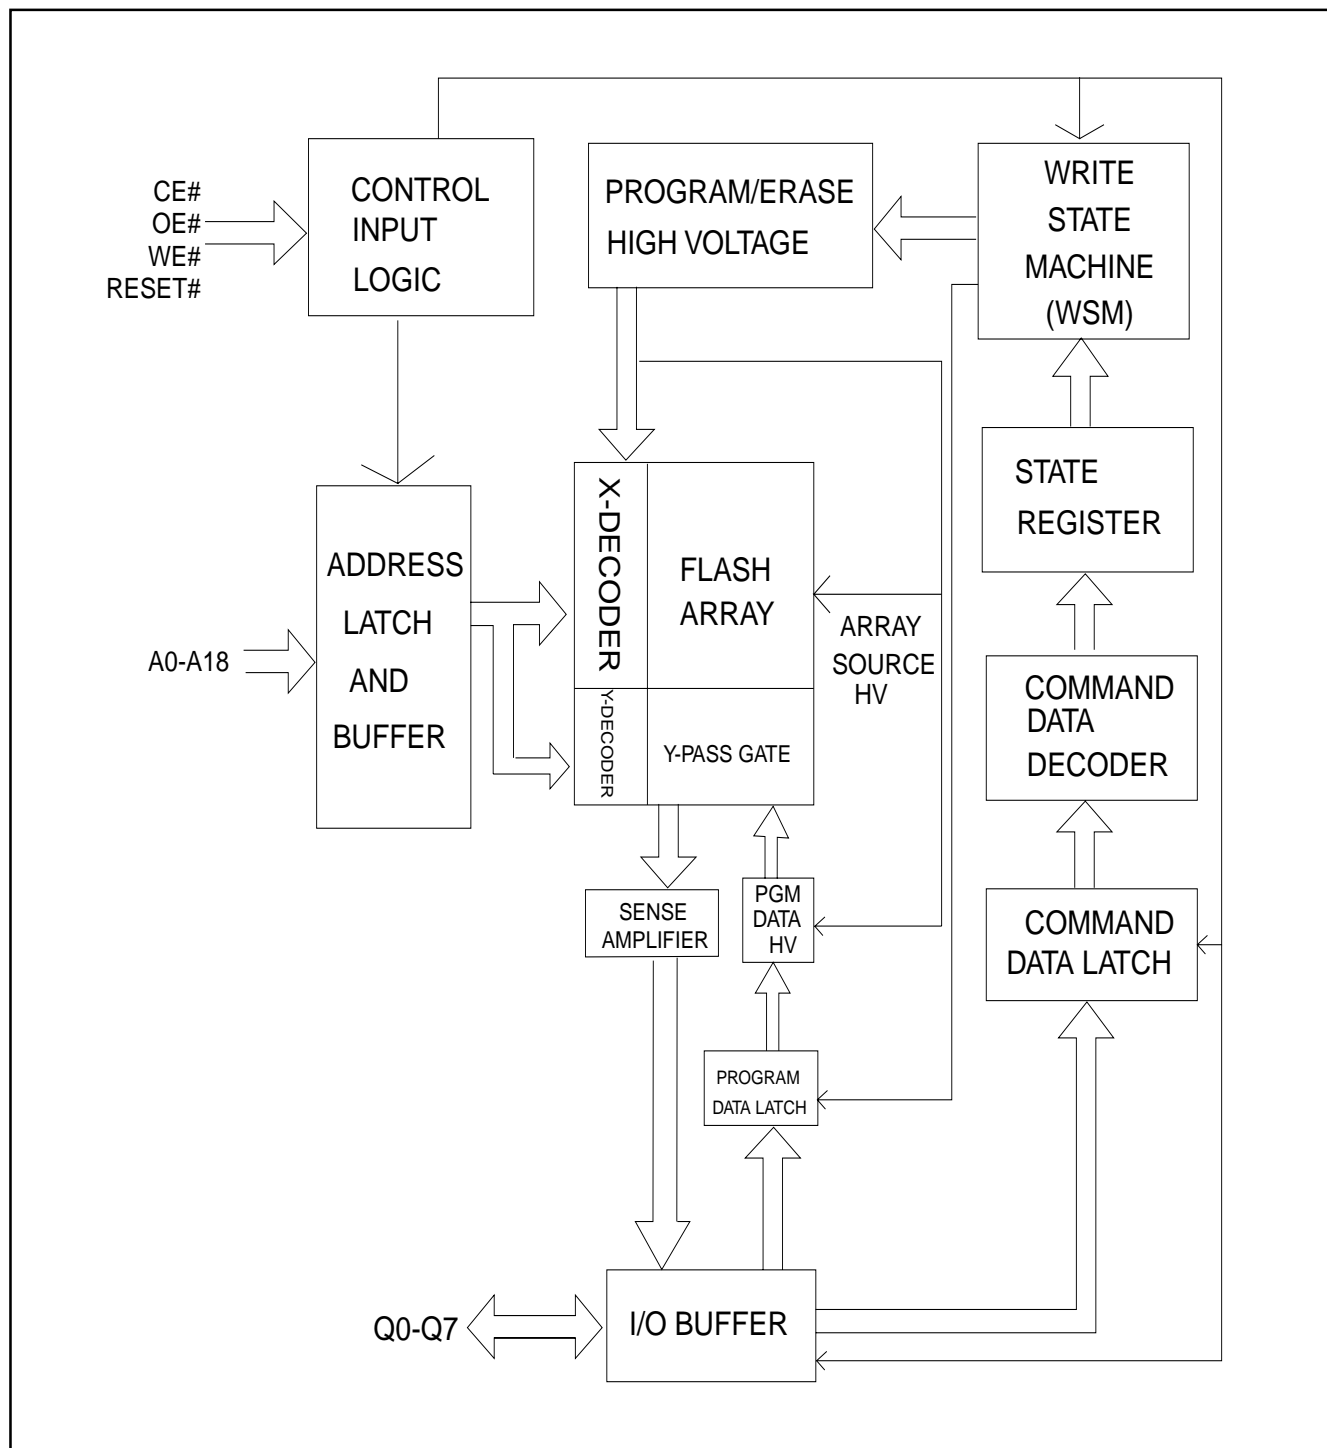 CE#
OE#
WE#
RESET#
CONTROL
INPUT
LOGIC
PROGRAM/ERASE
HIGH VOLTAGE
WRITE
STATE
MACHINE
(WSM)
STATE
REGISTER
ADDRESS
LATCH
AND
BUFFER
A0-A18
X-DECODER
FLASH
ARRAY
Y-DECODER
Y-PASS GATE
ARRAY
SOURCE
HV
COMMAND
DATA
DECODER
SENSE
AMPLIFIER
PGM
DATA
HV
COMMAND
DATA LATCH
PROGRAM
DATA LATCH
Q0-Q7
I/O BUFFER